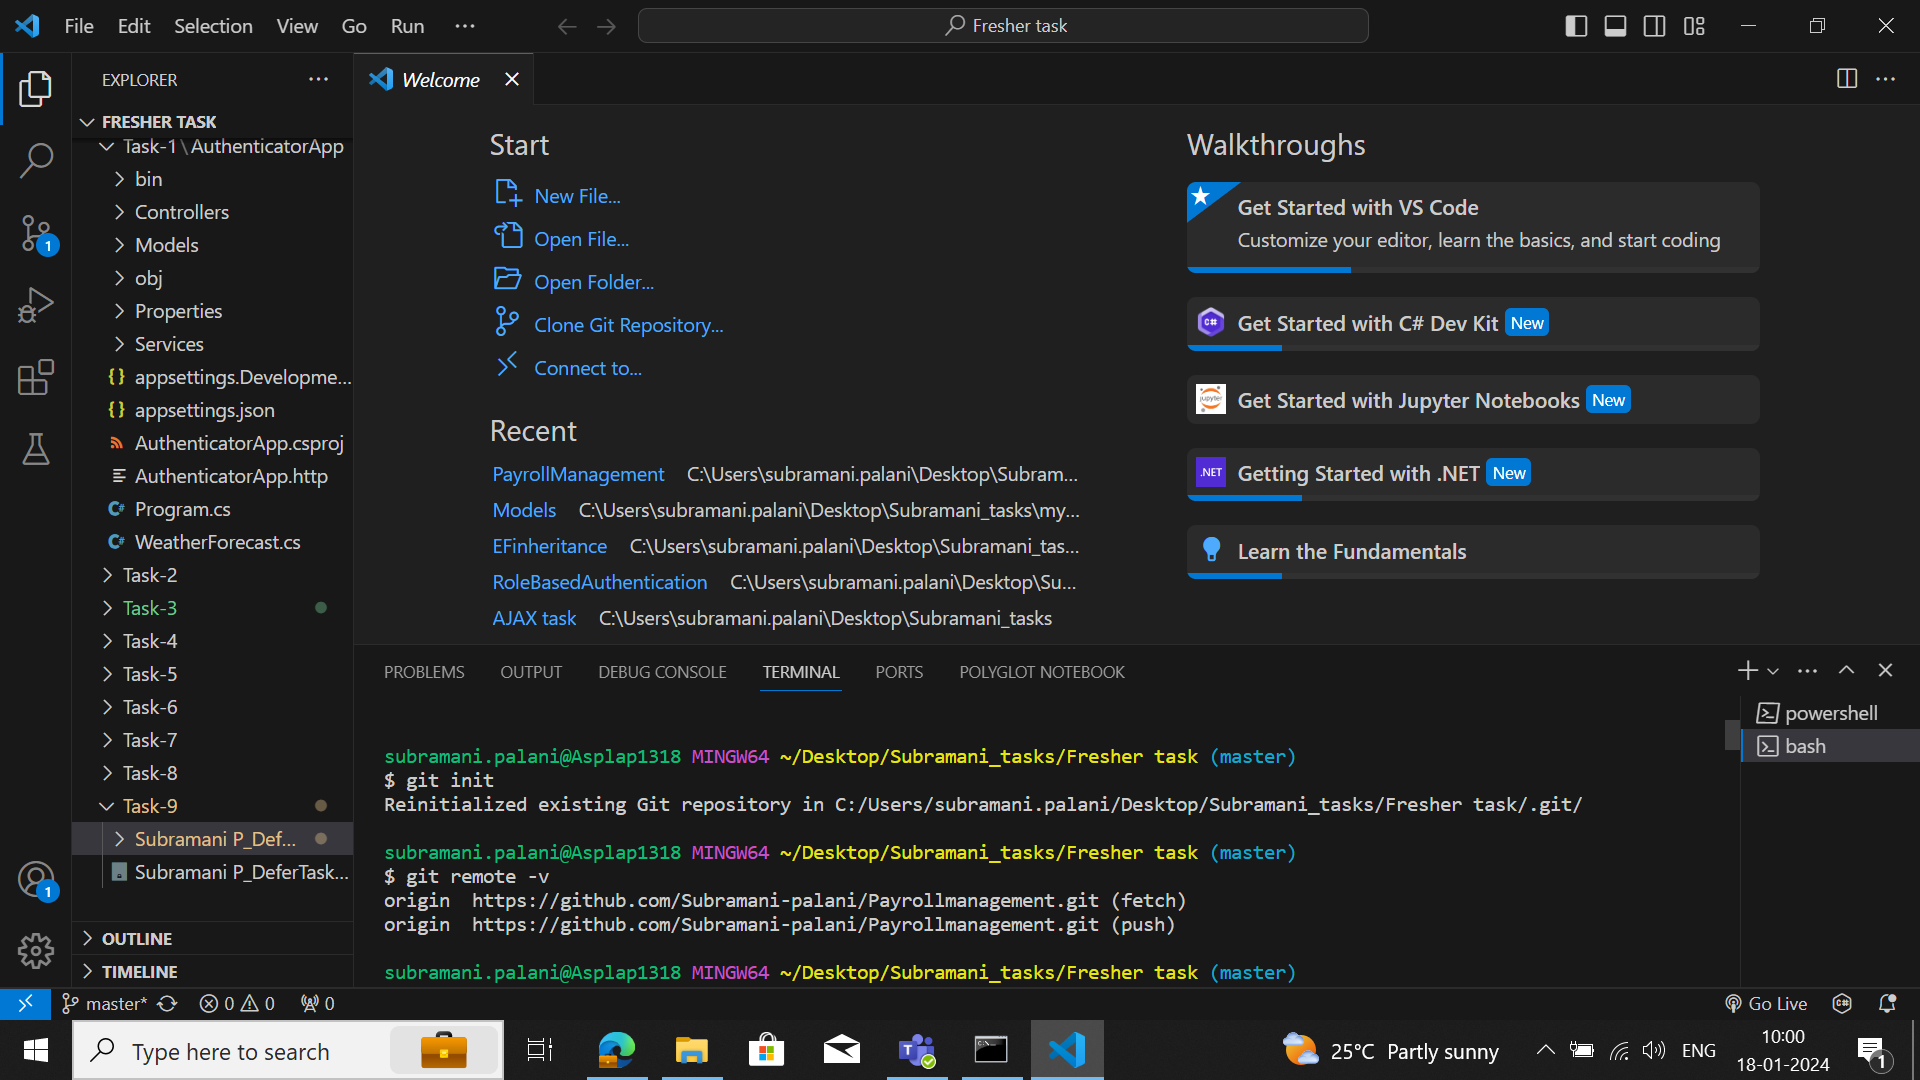 File Edit Selection View Go Run ···
Fresher task
EXPLORER
FRESHER TASK
Task-1\AuthenticatorApp
bin
Controllers
Models
obj
Properties
Services
appsettings.Developme...
appsettings.json
AuthenticatorApp.csproj
AuthenticatorApp.http
Program.cs
WeatherForecast.cs
Task-2
Task-3
Task-4
Task-5
Task-6
Task-7
Task-8
Task-9
Subramani P_Def...
Subramani P_DeferTask...
OUTLINE
TIMELINE
1
1
Welcome
Start
New File...
Open File...
Open Folder...
Clone Git Repository...
Connect to...
Recent
PayrollManagement C:\Users\subramani.palani\Desktop\Subram...
Models C:\Users\subramani.palani\Desktop\Subramani_tasks\my...
EFinheritance C:\Users\subramani.palani\Desktop\Subramani_tas...
RoleBasedAuthentication C:\Users\subramani.palani\Desktop\Su...
AJAX task C:\Users\subramani.palani\Desktop\Subramani_tasks
Walkthroughs
Get Started with VS Code
Customize your editor, learn the basics, and start coding
Get Started with C# Dev Kit New
jupyter Get Started with Jupyter Notebooks New
.NET Getting Started with .NET New
Learn the Fundamentals
PROBLEMS OUTPUT DEBUG CONSOLE TERMINAL PORTS POLYGLOT NOTEBOOK
powershell
bash
subramani.palani@Asplap1318 MINGW64 ~/Desktop/Subramani_tasks/Fresher task (master)
$ git init
Reinitialized existing Git repository in C:/Users/subramani.palani/Desktop/Subramani_tasks/Fresher task/.git/
subramani.palani@Asplap1318 MINGW64 ~/Desktop/Subramani_tasks/Fresher task (master)
$ git remote -v
origin https://github.com/Subramani-palani/Payrollmanagement.git (fetch)
origin https://github.com/Subramani-palani/Payrollmanagement.git (push)
subramani.palani@Asplap1318 MINGW64 ~/Desktop/Subramani_tasks/Fresher task (master)
master* 0 0 0 Go Live
Type here to search
25°C Partly sunny
ENG
10:00
18-01-2024
1